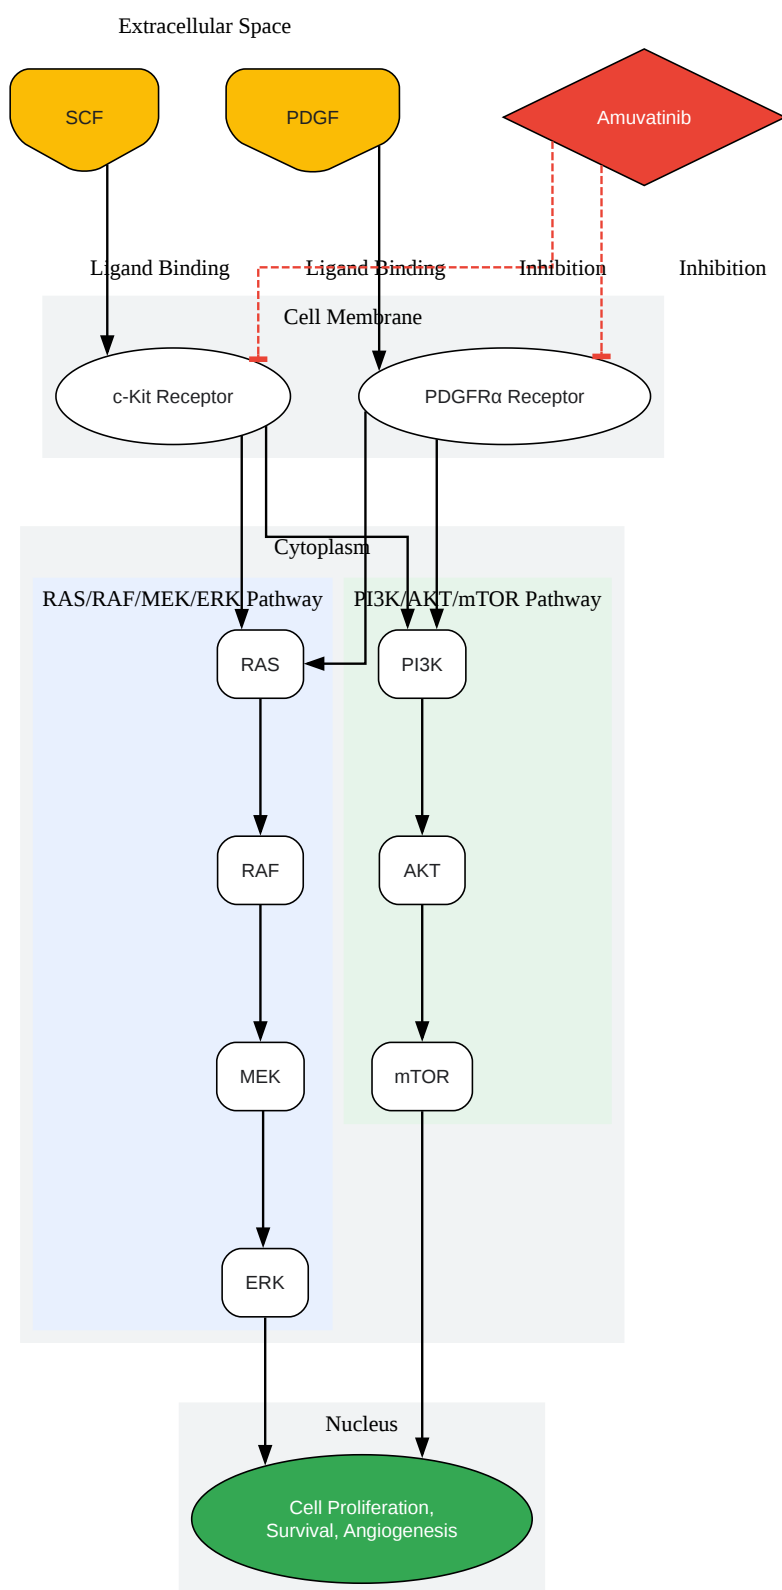 Extracellular Space
SCF
PDGF
Amuvatinib
Ligand Binding
Ligand Binding
Inhibition
Inhibition
Cell Membrane
c-Kit Receptor
PDGFRα Receptor
Cytoplasm
RAS/RAF/MEK/ERK Pathway
PI3K/AKT/mTOR Pathway
RAS
PI3K
RAF
AKT
MEK
mTOR
ERK
Nucleus
Cell Proliferation,
Survival, Angiogenesis